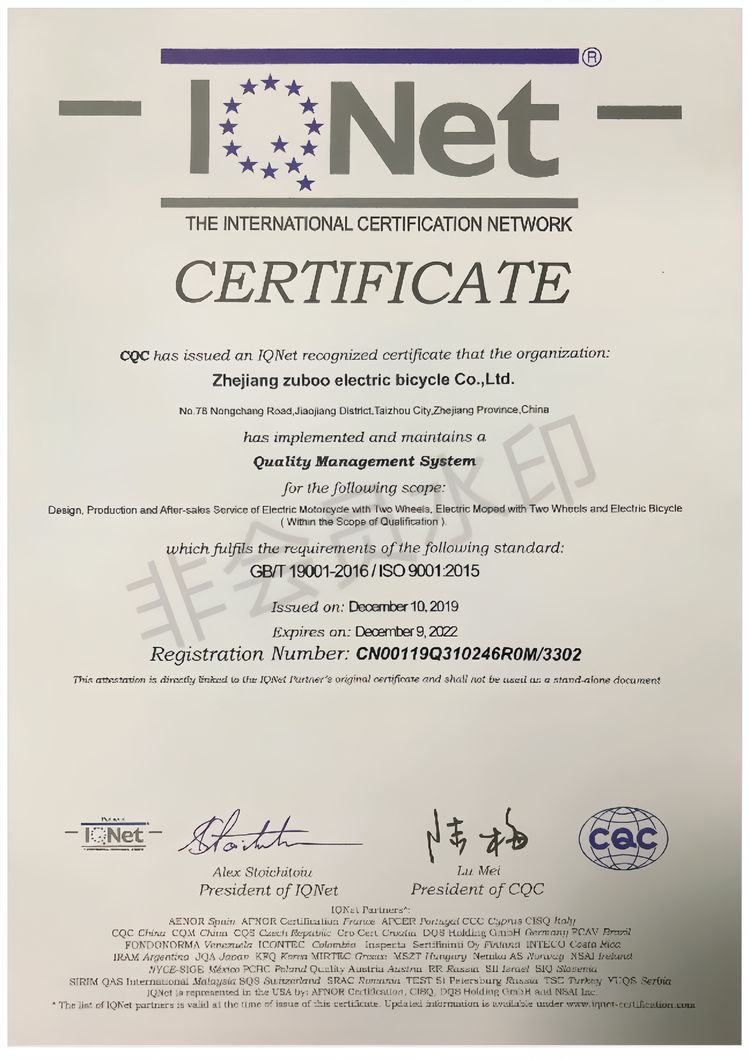 IQNet ®
THE INTERNATIONAL CERTIFICATION NETWORK
CERTIFICATE
CQC has issued an IQNet recognized certificate that the organization:
Zhejiang zuboo electric bicycle Co.,Ltd.
No.78 Nongchang Road,Jiaojiang District,Taizhou City,Zhejiang Province,China
has implemented and maintains a
Quality Management System
for the following scope:
Design, Production and After-sales Service of Electric Motorcycle with Two Wheels, Electric Moped with Two Wheels and Electric Bicycle
( Within the Scope of Qualification ).
which fulfils the requirements of the following standard:
GB/T 19001-2016 / ISO 9001:2015
Issued on: December 10, 2019
Expires on: December 9, 2022
Registration Number: CN00119Q310246R0M/3302
This attestation is directly linked to the IQNet Partner's original certificate and shall not be used as a stand-alone document
非会员水印
IQNet
CQC
Alex Stoichitoiu
President of IQNet
Lu Mei
President of CQC
IQNet Partners*:
AENOR Spain AFNOR Certification France APCER Portugal CCC Cyprus CISQ Italy
CQC China CQM China CQS Czech Republic Cro Cert Croatia DQS Holding GmbH Germany FCAV Brazil
FONDONORMA Venezuela ICONTEC Colombia Inspecta Sertifiointi Oy Finland INTECO Costa Rica
IRAM Argentina JQA Japan KFQ Korea MIRTEC Greece MSZT Hungary Nemko AS Norway NSAI Ireland
NYCE-SIGE México PCBC Poland Quality Austria Austria RR Russia SII Israel SIQ Slovenia
SIRIM QAS International Malaysia SQS Switzerland SRAC Romania TEST St Petersburg Russia TSE Turkey YUQS Serbia
IQNet is represented in the USA by: AFNOR Certification, CISQ, DQS Holding GmbH and NSAI Inc.
* The list of IQNet partners is valid at the time of issue of this certificate. Updated information is available under www.iqnet-certification.com